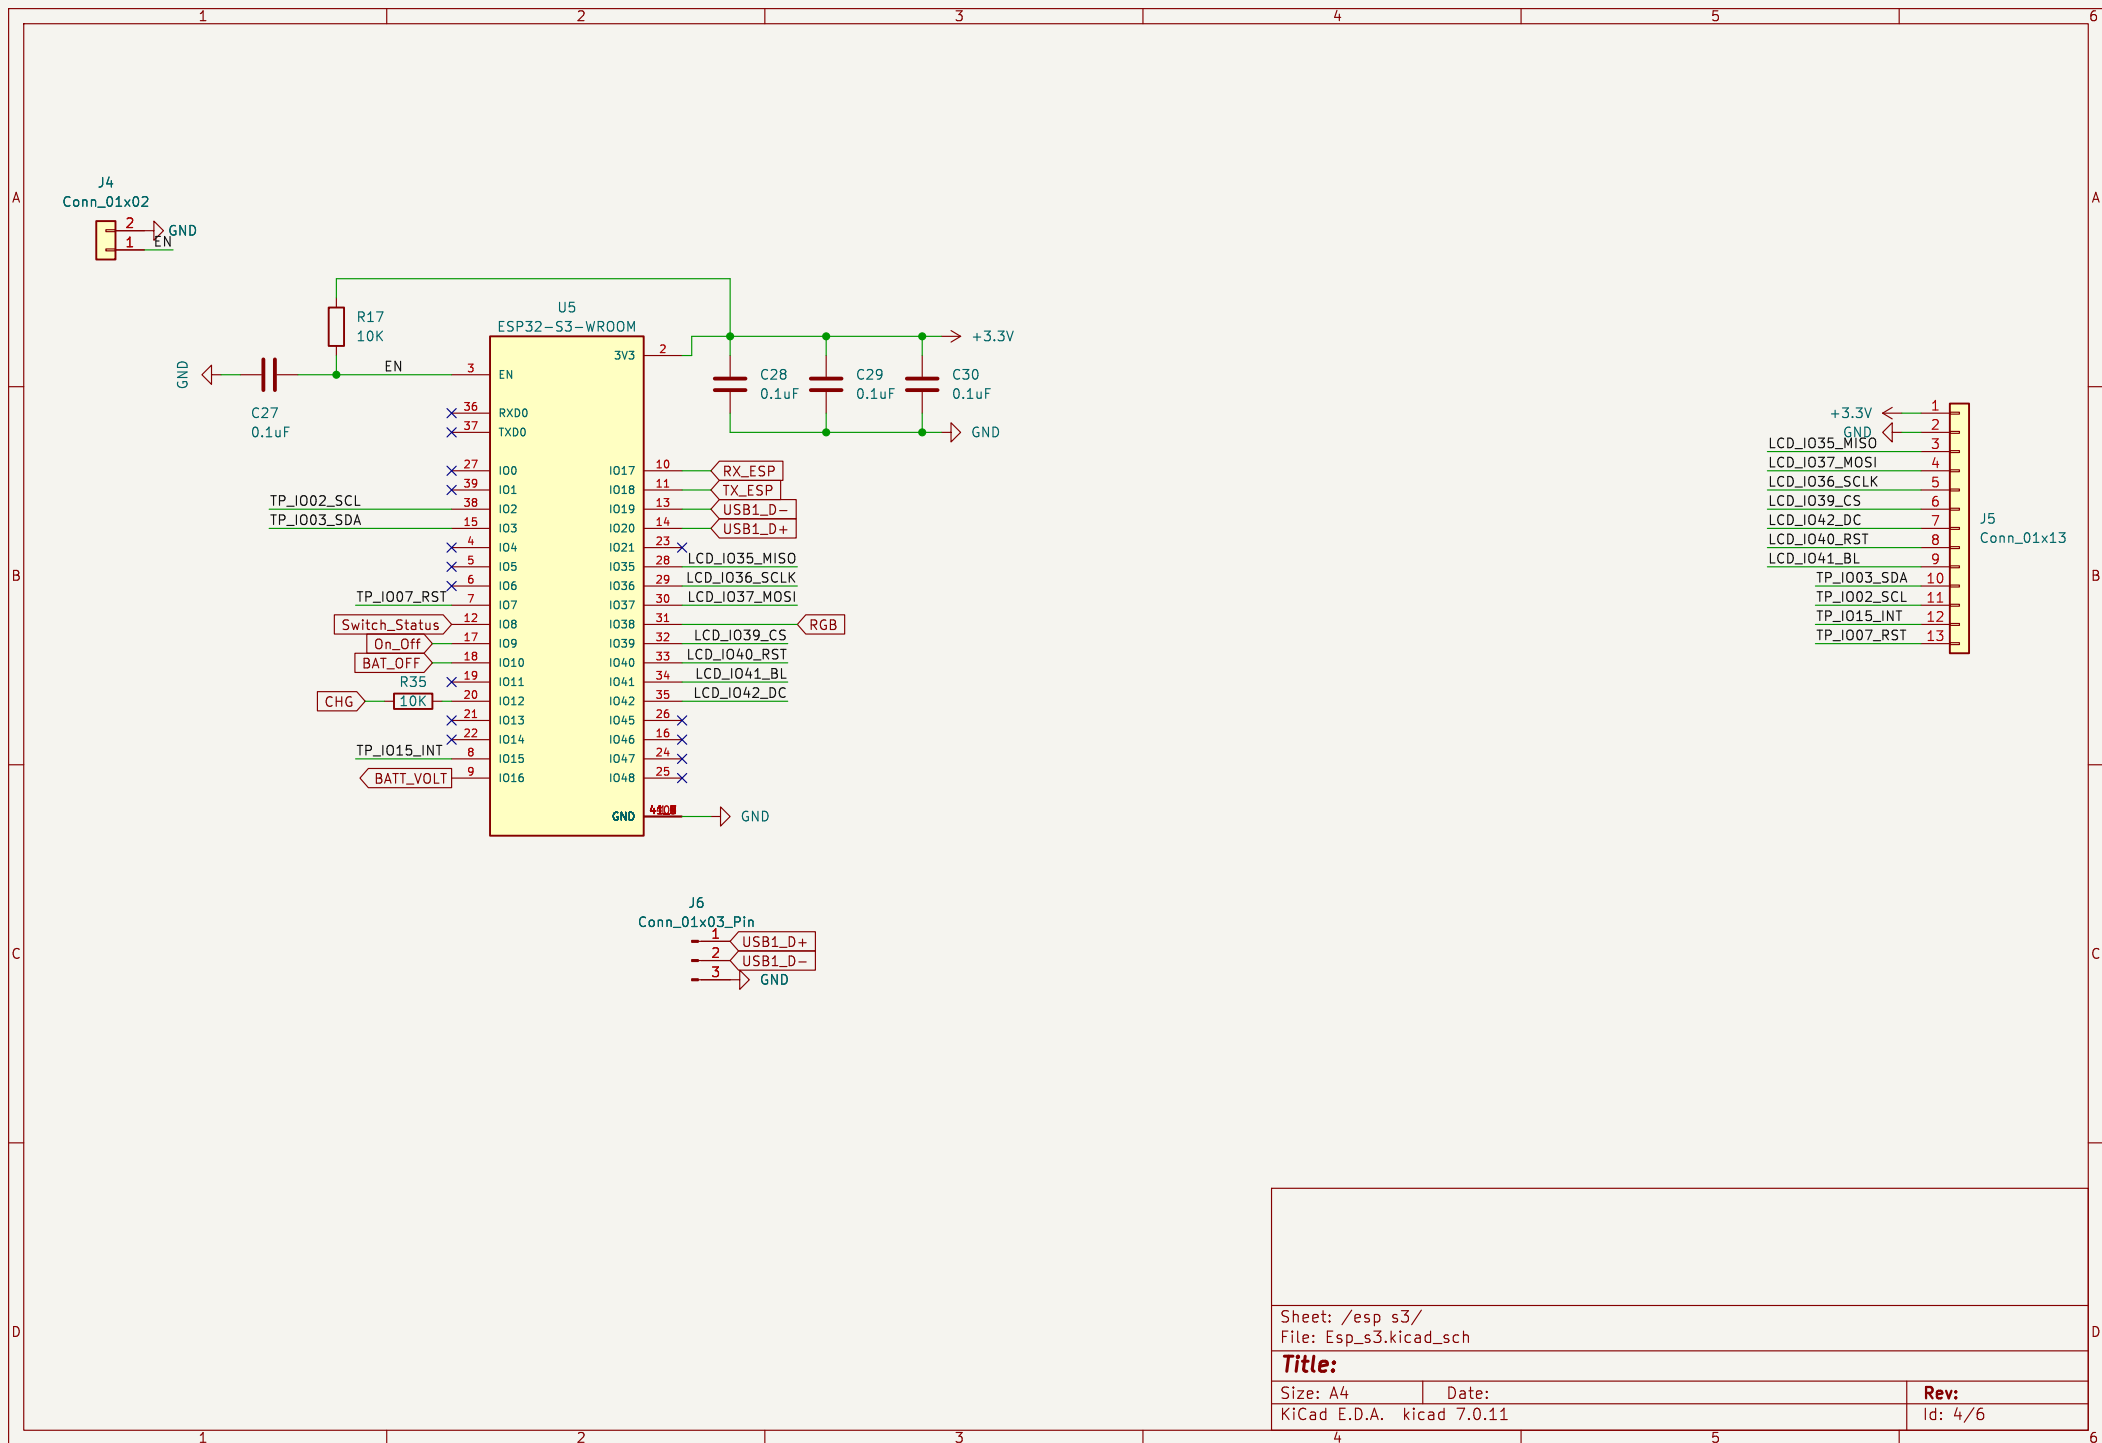 1 2 3 4 5 6
A
B
C
D
A
B
C
D
1 2 3 4 5 6
J4
Conn_01x02
2 GND
1 EN
R17
10K
GND
C27
0.1uF
EN
U5
ESP32-S3-WROOM
3 EN
36 RXD0
37 TXD0
27 IO0
39 IO1
TP_IO02_SCL 38 IO2
TP_IO03_SDA 15 IO3
4 IO4
5 IO5
6 IO6
TP_IO07_RST 7 IO7
Switch_Status 12 IO8
On_Off 17 IO9
BAT_OFF 18 IO10
19 IO11
R35
CHG 10K 20 IO12
21 IO13
22 IO14
TP_IO15_INT 8 IO15
BATT_VOLT 9 IO16
3V3 2
IO17 10 RX_ESP
IO18 11 TX_ESP
IO19 13 USB1_D-
IO20 14 USB1_D+
IO21 23
IO35 28 LCD_IO35_MISO
IO36 29 LCD_IO36_SCLK
IO37 30 LCD_IO37_MOSI
IO38 31 RGB
IO39 32 LCD_IO39_CS
IO40 33 LCD_IO40_RST
IO41 34 LCD_IO41_BL
IO42 35 LCD_IO42_DC
IO45 26
IO46 16
IO47 24
IO48 25
GND GND
+3.3V
C28
0.1uF
C29
0.1uF
C30
0.1uF
GND
J6
Conn_01x03_Pin
1 USB1_D+
2 USB1_D-
3 GND
+3.3V 1
GND 2
LCD_IO35_MISO 3
LCD_IO37_MOSI 4
LCD_IO36_SCLK 5
LCD_IO39_CS 6
LCD_IO42_DC 7
LCD_IO40_RST 8
LCD_IO41_BL 9
TP_IO03_SDA 10
TP_IO02_SCL 11
TP_IO15_INT 12
TP_IO07_RST 13
J5
Conn_01x13
Sheet: /esp s3/
File: Esp_s3.kicad_sch
Title:
Size: A4 Date: Rev:
KiCad E.D.A. kicad 7.0.11 Id: 4/6